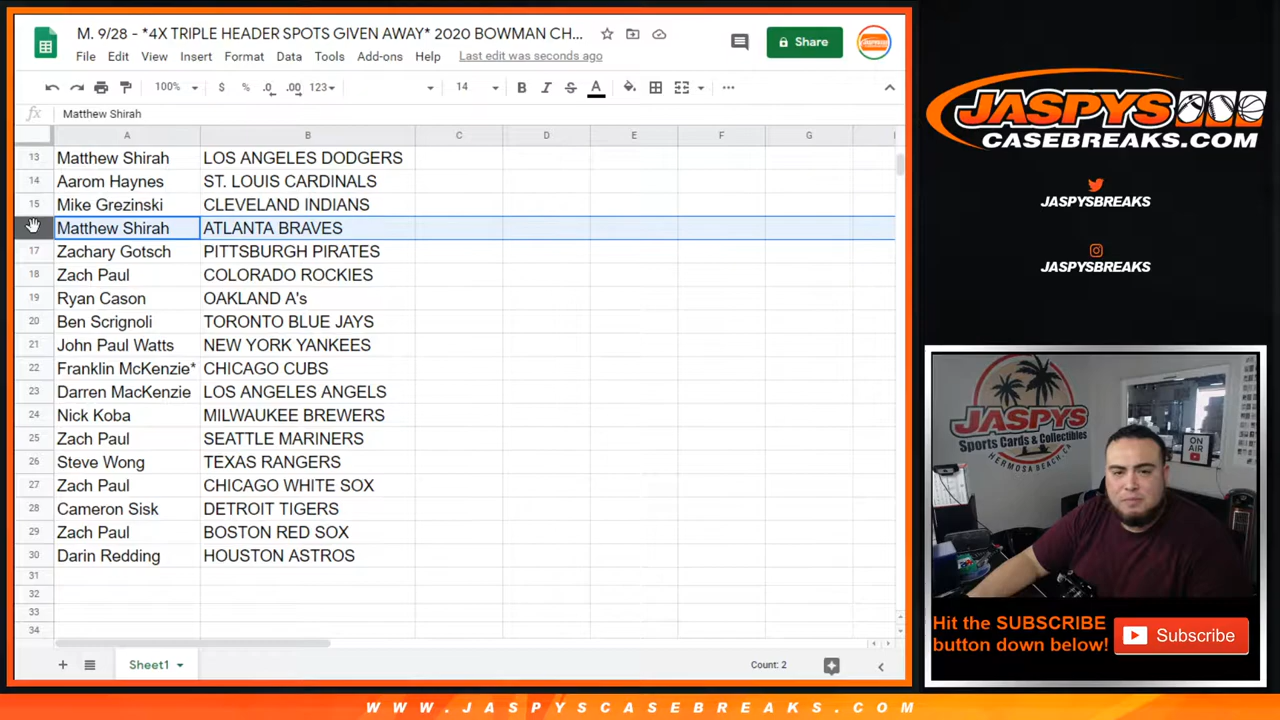 M. 9/28 - *4X TRIPLE HEADER SPOTS GIVEN AWAY* 2020 BOWMAN CH...
File Edit View Insert Format Data Tools Add-ons Help Last edit was seconds ago
Share
100% $ % .0 .00 123 14 B I S A
fx Matthew Shirah
A B C D E F G
13 Matthew Shirah LOS ANGELES DODGERS
14 Aarom Haynes ST. LOUIS CARDINALS
15 Mike Grezinski CLEVELAND INDIANS
Matthew Shirah ATLANTA BRAVES
17 Zachary Gotsch PITTSBURGH PIRATES
18 Zach Paul COLORADO ROCKIES
19 Ryan Cason OAKLAND A's
20 Ben Scrignoli TORONTO BLUE JAYS
21 John Paul Watts NEW YORK YANKEES
22 Franklin McKenzie* CHICAGO CUBS
23 Darren MacKenzie LOS ANGELES ANGELS
24 Nick Koba MILWAUKEE BREWERS
25 Zach Paul SEATTLE MARINERS
26 Steve Wong TEXAS RANGERS
27 Zach Paul CHICAGO WHITE SOX
28 Cameron Sisk DETROIT TIGERS
29 Zach Paul BOSTON RED SOX
30 Darin Redding HOUSTON ASTROS
31
32
33
34
Sheet1 Count: 2
JASPYS
CASEBREAKS.COM
JASPYSBREAKS
JASPYSBREAKS
JASPYS
Sports Cards & Collectibles
HERMOSA BEACH, CA
ON AIR
Hit the SUBSCRIBE
button down below!
Subscribe
WWW.JASPYSCASEBREAKS.COM